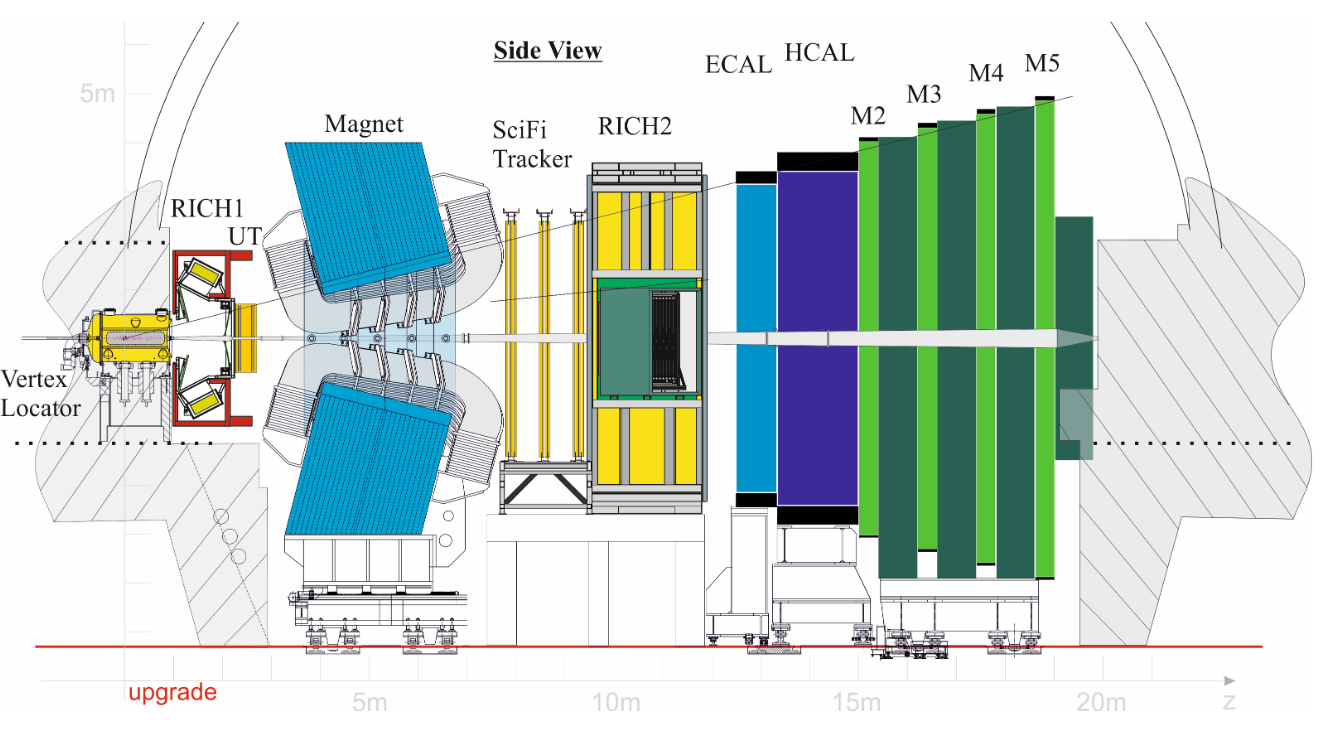 Side View
ECAL
HCAL
M2
M3
M4
M5
5m
Magnet
SciFi
Tracker
RICH2
RICH1
UT
Vertex
Locator
upgrade
5m
10m
15m
20m
z